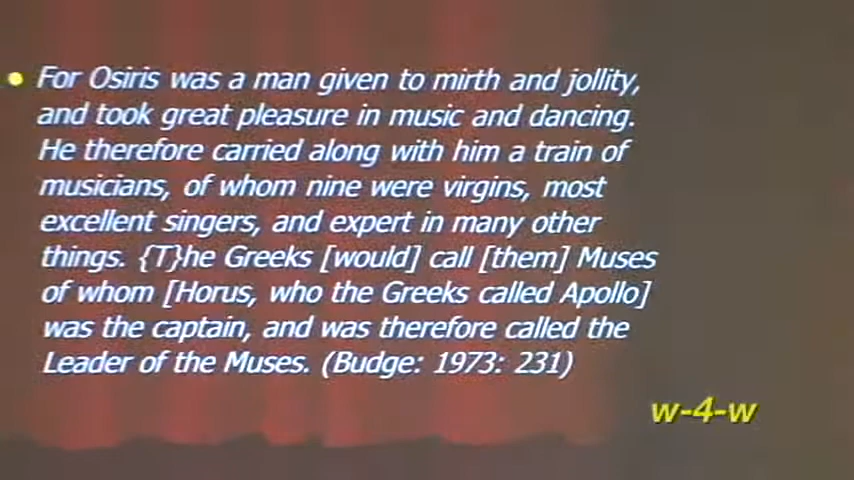 For Osiris was a man given to mirth and jollity,
and took great pleasure in music and dancing.
He therefore carried along with him a train of
musicians, of whom nine were virgins, most
excellent singers, and expert in many other
things. {T}he Greeks [would] call [them] Muses
of whom [Horus, who the Greeks called Apollo]
was the captain, and was therefore called the
Leader of the Muses. (Budge: 1973: 231)
w-4-w